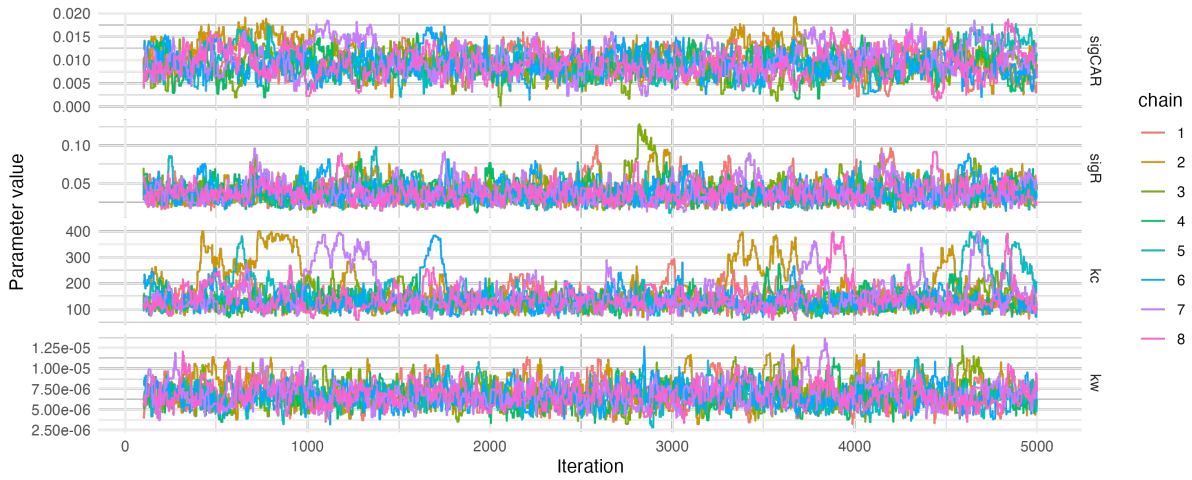 0.020
0.015
0.010
0.005
0.000
sigCAR
0.10
0.05
sigR
400
300
200
100
kc
1.25e-05
1.00e-05
7.50e-06
5.00e-06
2.50e-06
kw
0 1000 2000 3000 4000 5000
Iteration
Parameter value
chain
1
2
3
4
5
6
7
8